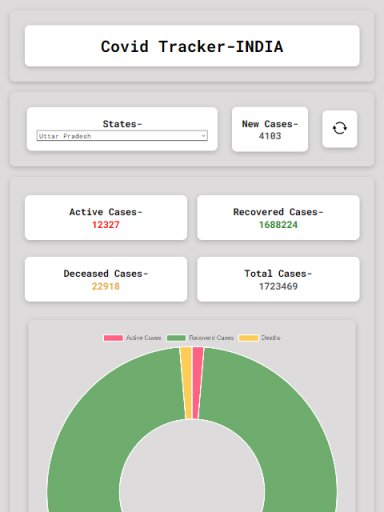 Covid Tracker-INDIA
States-
Uttar Pradesh
New Cases-
4103
Active Cases-
12327
Recovered Cases-
1688224
Deceased Cases-
22918
Total Cases-
1723469
Active Cases Recoverd Cases Deaths